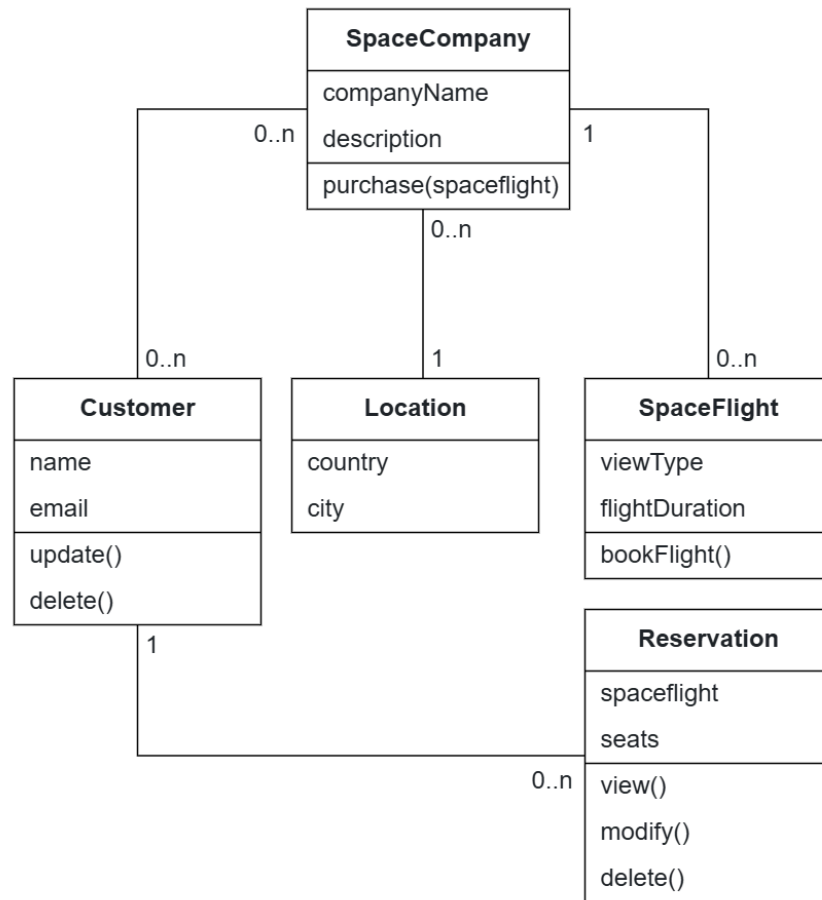 SpaceCompany
companyName
description
purchase(spaceflight)
0..n
1
0..n
0..n
1
0..n
Customer
name
email
update()
delete()
Location
country
city
SpaceFlight
viewType
flightDuration
bookFlight()
1
0..n
Reservation
spaceflight
seats
view()
modify()
delete()